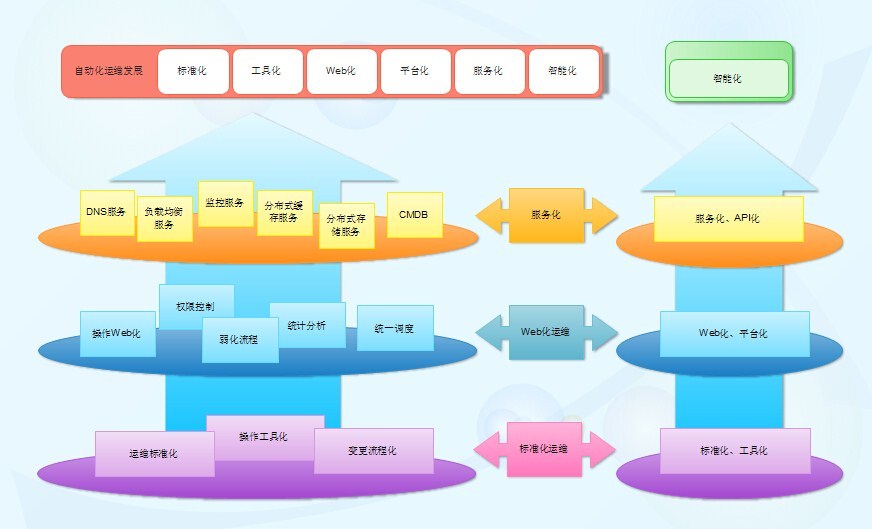 自动化运维发展
标准化
工具化
Web化
平台化
服务化
智能化
智能化
DNS服务
负载均衡
服务
监控服务
分布式缓
存服务
分布式存
储服务
CMDB
服务化
服务化、API化
操作Web化
权限控制
弱化流程
统计分析
统一调度
Web化运维
Web化、平台化
运维标准化
操作工具化
变更流程化
标准化运维
标准化、工具化